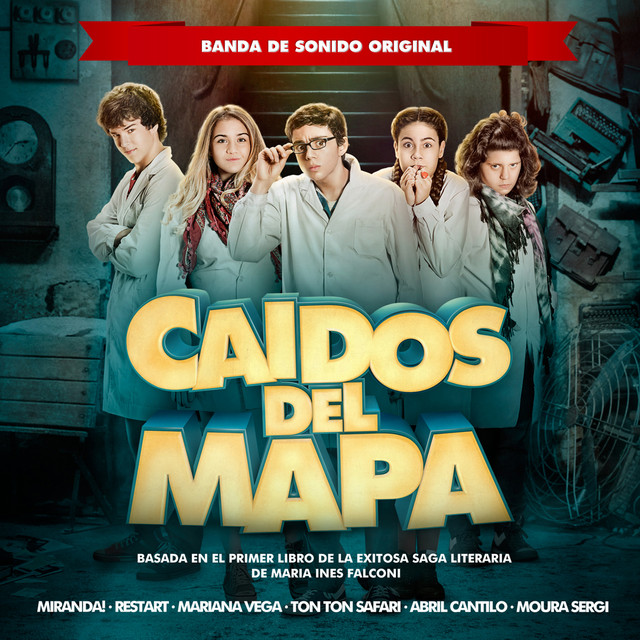 BANDA DE SONIDO ORIGINAL
CAIDOS
DEL
MAPA
BASADA EN EL PRIMER LIBRO DE LA EXITOSA SAGA LITERARIA
DE MARIA INES FALCONI
MIRANDA! · RESTART · MARIANA VEGA · TON TON SAFARI · ABRIL CANTILO · MOURA SERGI